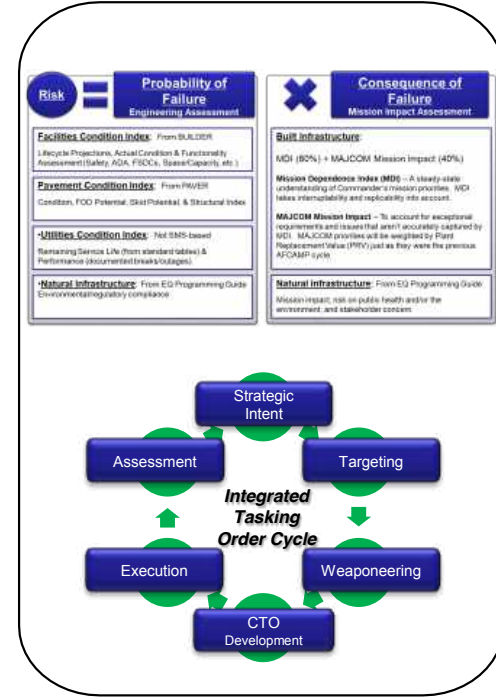 Risk
Probability of
Failure
Engineering Assessment
Facilities Condition Index: From BUILDER
Lifecycle Projections, Actual Condition & Functionality
Assessment (Safety, ADA, FSDCs, Space/Capacity, etc.)
Pavement Condition Index: From PAVER
Condition, FOD Potential, Skid Potential, & Structural Index
•Utilities Condition Index: Not SMS-based
Remaining Service Life (from standard tables) &
Performance (documented breaks/outages).
•Natural Infrastructure: From EQ Programming Guide
Environmental/regulatory compliance
Consequence of
Failure
Mission Impact Assessment
Built Infrastructure:
MDI (60%) + MAJCOM Mission Impact (40%)
Mission Dependence Index (MDI) – A steady-state
understanding of Commander's mission priorities. MDI
takes interruptability and replicability into account.
MAJCOM Mission Impact – To account for exceptional
requirements and issues that aren't accurately captured by
MDI. MAJCOM priorities will be weighted by Plant
Replacement Value (PRV) just as they were the previous
AFCAMP cycle.
Natural Infrastructure: From EQ Programming Guide
Mission impact, risk on public health and/or the
environment, and stakeholder concern
Strategic
Intent
Assessment
Targeting
Integrated
Tasking
Order Cycle
Execution
Weaponeering
CTO
Development